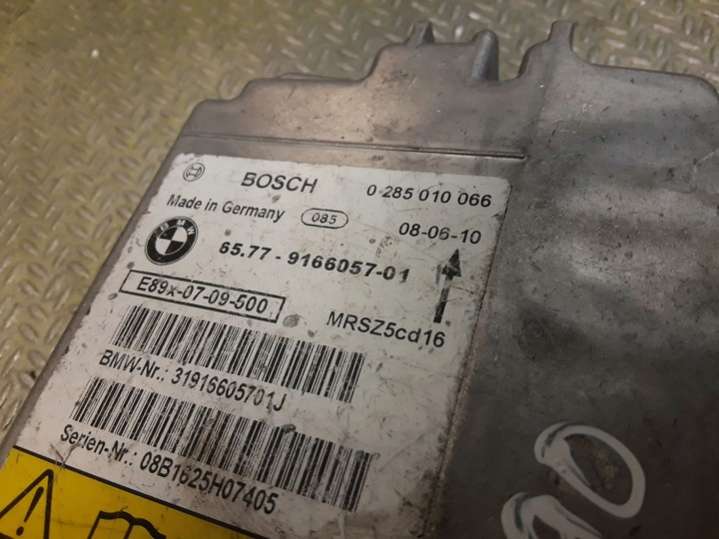 BOSCH 0 285 010 066
Made in Germany 085 08-06-10
BMW 65.77 - 9166057-01
E89x-07-09-500 MRSZ5cd16
BMW-Nr.: 31916605701J
Serien-Nr.: 08B1625H07405